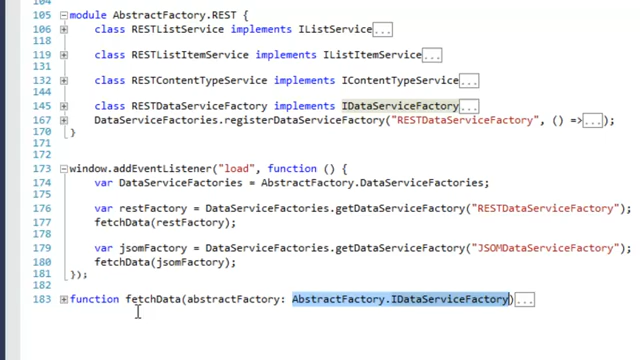 105 module AbstractFactory.REST {
106 class RESTListService implements IListService...
118
119 class RESTListItemService implements IListItemService...
131
132 class RESTContentTypeService implements IContentTypeService...
144
145 class RESTDataServiceFactory implements IDataServiceFactory...
167 DataServiceFactories.registerDataServiceFactory("RESTDataServiceFactory", () =>...);
170 }
171
172
173 window.addEventListener("load", function () {
174 var DataServiceFactories = AbstractFactory.DataServiceFactories;
175
176 var restFactory = DataServiceFactories.getDataServiceFactory("RESTDataServiceFactory");
177 fetchData(restFactory);
178
179 var jsomFactory = DataServiceFactories.getDataServiceFactory("JSOMDataServiceFactory");
180 fetchData(jsomFactory);
181 });
182
183 function fetchData(abstractFactory: AbstractFactory.IDataServiceFactory)...